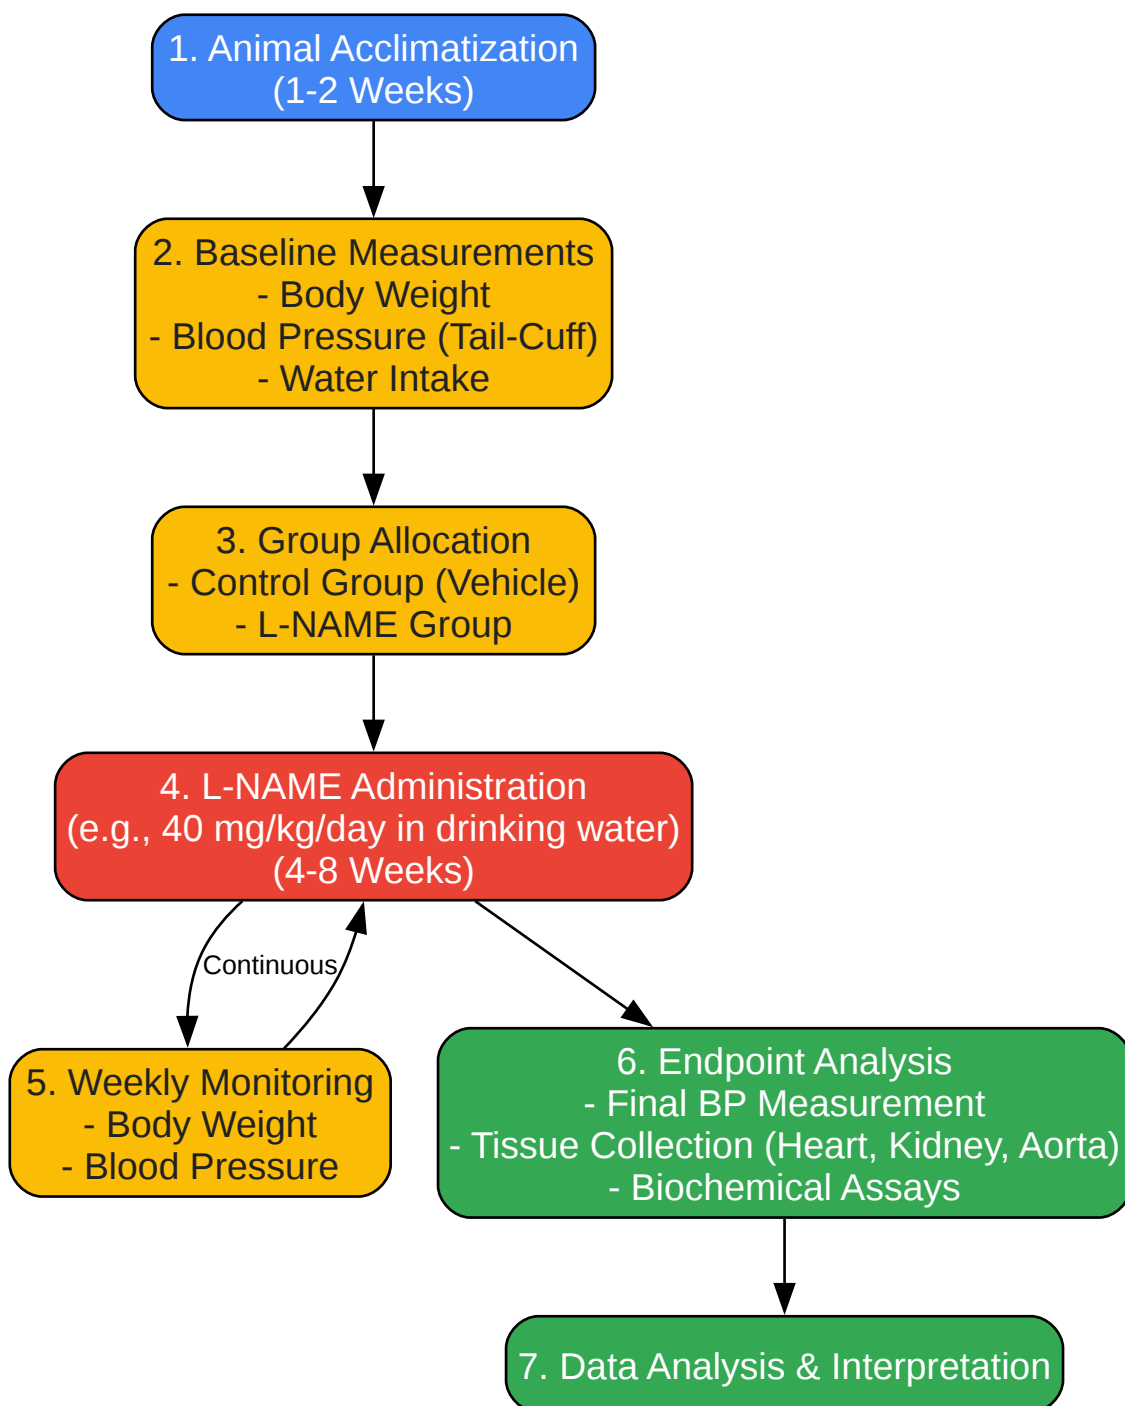 1. Animal Acclimatization
(1-2 Weeks)
2. Baseline Measurements
- Body Weight
- Blood Pressure (Tail-Cuff)
- Water Intake
3. Group Allocation
- Control Group (Vehicle)
- L-NAME Group
4. L-NAME Administration
(e.g., 40 mg/kg/day in drinking water)
(4-8 Weeks)
Continuous
5. Weekly Monitoring
- Body Weight
- Blood Pressure
6. Endpoint Analysis
- Final BP Measurement
- Tissue Collection (Heart, Kidney, Aorta)
- Biochemical Assays
7. Data Analysis & Interpretation